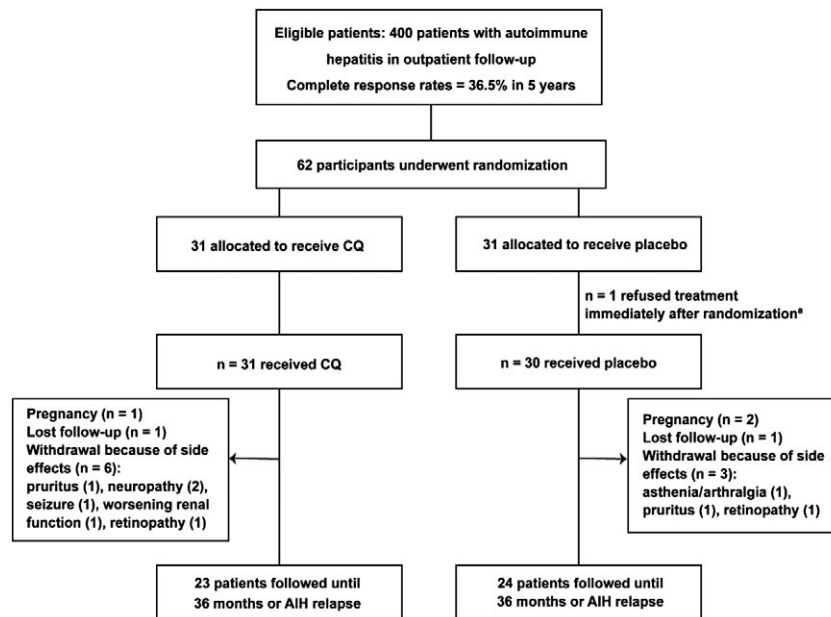 Eligible patients: 400 patients with autoimmune
hepatitis in outpatient follow-up
Complete response rates = 36.5% in 5 years
62 participants underwent randomization
31 allocated to receive CQ
31 allocated to receive placebo
n = 1 refused treatment
immediately after randomizationª
n = 31 received CQ
n = 30 received placebo
Pregnancy (n = 1)
Lost follow-up (n = 1)
Withdrawal because of side
effects (n = 6):
pruritus (1), neuropathy (2),
seizure (1), worsening renal
function (1), retinopathy (1)
Pregnancy (n = 2)
Lost follow-up (n = 1)
Withdrawal because of side
effects (n = 3):
asthenia/arthralgia (1),
pruritus (1), retinopathy (1)
23 patients followed until
36 months or AIH relapse
24 patients followed until
36 months or AIH relapse